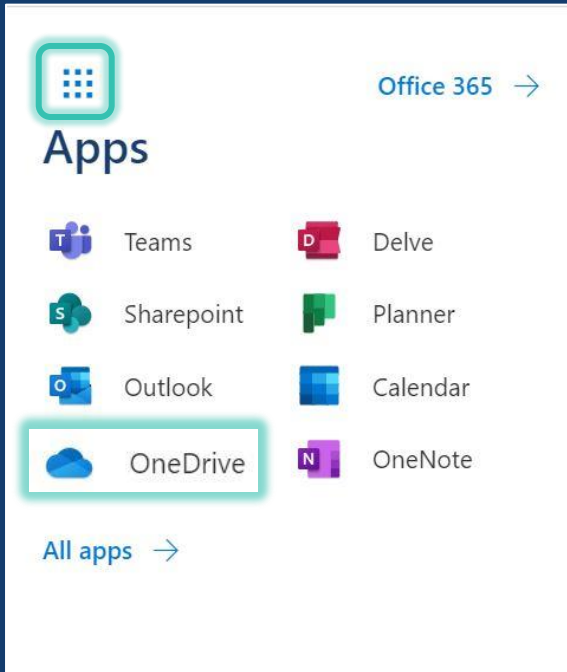 Office 365 →
Apps
T Teams
D Delve
S Sharepoint
Planner
O Outlook
Calendar
OneDrive
N OneNote
All apps →